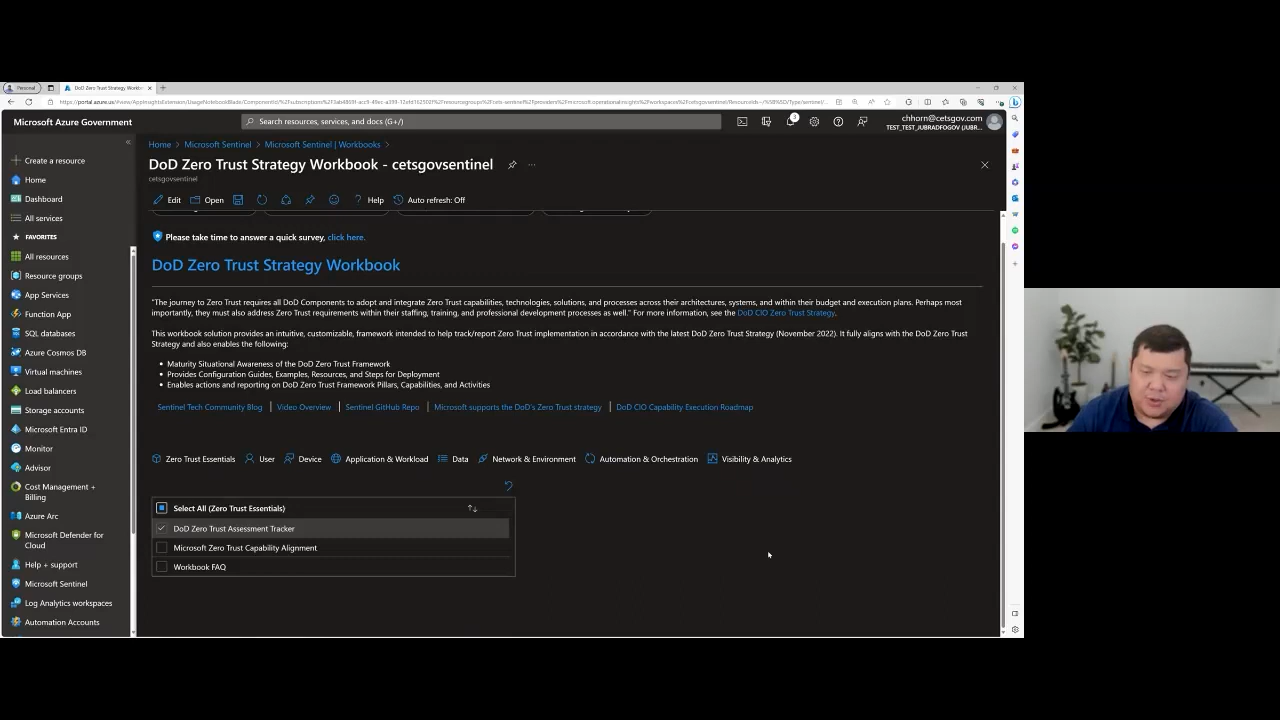 Personal
DoD Zero Trust Strategy Workb
Microsoft Azure Government
Search resources, services, and docs (G+/)
3
chhorn@cetsgov.com
TEST_TEST_JUBRADFOGOV (JUBR...
Create a resource
Home
Dashboard
All services
FAVORITES
All resources
Resource groups
App Services
Function App
SQL databases
Azure Cosmos DB
Virtual machines
Load balancers
Storage accounts
Microsoft Entra ID
Monitor
Advisor
Cost Management +
Billing
Azure Arc
Microsoft Defender for
Cloud
Help + support
Microsoft Sentinel
Log Analytics workspaces
Automation Accounts
Home > Microsoft Sentinel > Microsoft Sentinel | Workbooks >
DoD Zero Trust Strategy Workbook - cetsgovsentinel
cetsgovsentinel
Edit Open Help Auto refresh: Off
Please take time to answer a quick survey, click here.
DoD Zero Trust Strategy Workbook
"The journey to Zero Trust requires all DoD Components to adopt and integrate Zero Trust capabilities, technologies, solutions, and processes across their architectures, systems, and within their budget and execution plans. Perhaps most
importantly, they must also address Zero Trust requirements within their staffing, training, and professional development processes as well." For more information, see the DoD CIO Zero Trust Strategy.
This workbook solution provides an intuitive, customizable, framework intended to help track/report Zero Trust implementation in accordance with the latest DoD Zero Trust Strategy (November 2022). It fully aligns with the DoD Zero Trust
Strategy and also enables the following:
• Maturity Situational Awareness of the DoD Zero Trust Framework
• Provides Configuration Guides, Examples, Resources, and Steps for Deployment
• Enables actions and reporting on DoD Zero Trust Framework Pillars, Capabilities, and Activities
Sentinel Tech Community Blog | Video Overview | Sentinel GitHub Repo | Microsoft supports the DoD's Zero Trust strategy | DoD CIO Capability Execution Roadmap
Zero Trust Essentials User Device Application & Workload Data Network & Environment Automation & Orchestration Visibility & Analytics
Select All (Zero Trust Essentials)
DoD Zero Trust Assessment Tracker
Microsoft Zero Trust Capability Alignment
Workbook FAQ